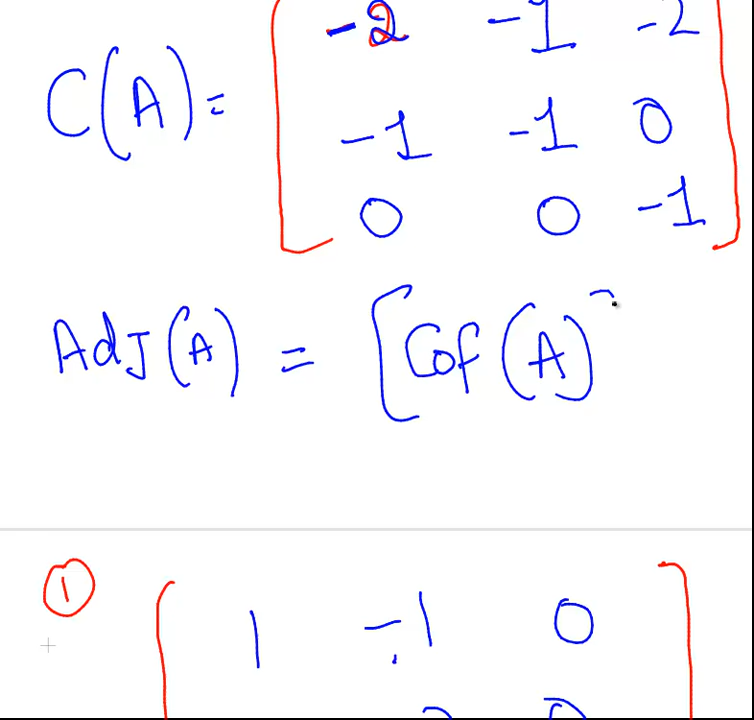 -2 -1 -2
C(A)=
-1 -1 0
0 0 -1
AdJ(A) = [Cof(A)
1
1 -1 0